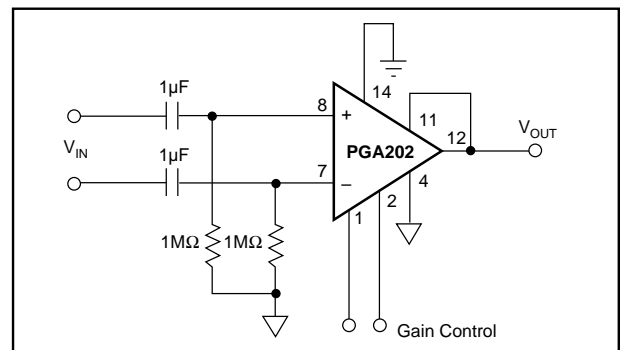 1µF
14
8
+
11
V_IN
1µF
PGA202
12
V_OUT
7
–
4
2
1
1MΩ 1MΩ
Gain Control